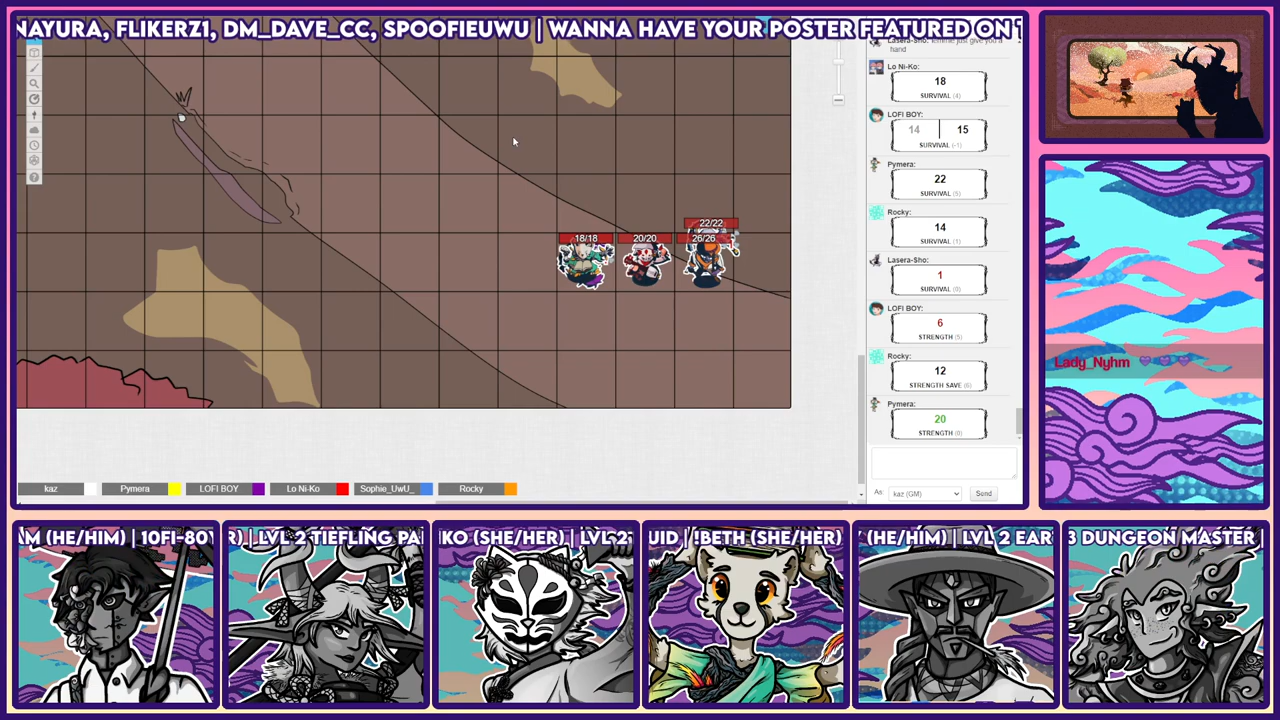 NAYURA, FLIKERZ1, DM_DAVE_CC, SPOOFIEUWU | WANNA HAVE YOUR POSTER FEATURED ON
hand
Lo Ni-Ko:
18
SURVIVAL (4)
LOFI BOY:
14 15
SURVIVAL (-1)
Pymera:
22
SURVIVAL (5)
Rocky:
14
SURVIVAL (1)
Lasera-Sho:
1
SURVIVAL (0)
LOFI BOY:
6
STRENGTH (5)
Rocky:
12
STRENGTH SAVE (6)
Pymera:
20
STRENGTH (0)
22/22
18/18 20/20 26/26
As: kaz (GM) Send
kaz Pymera LOFI BOY Lo Ni-Ko Sophie_UwU_ Rocky
Lady_Nyhm
AM (HE/HIM) | 10FI-80Y
R) | LVL 2 TIEFLING PA
IKO (SHE/HER) | LVL 2
UID | !BETH (SHE/HER)
(HE/HIM) | LVL 2 EAR
3 DUNGEON MASTER |